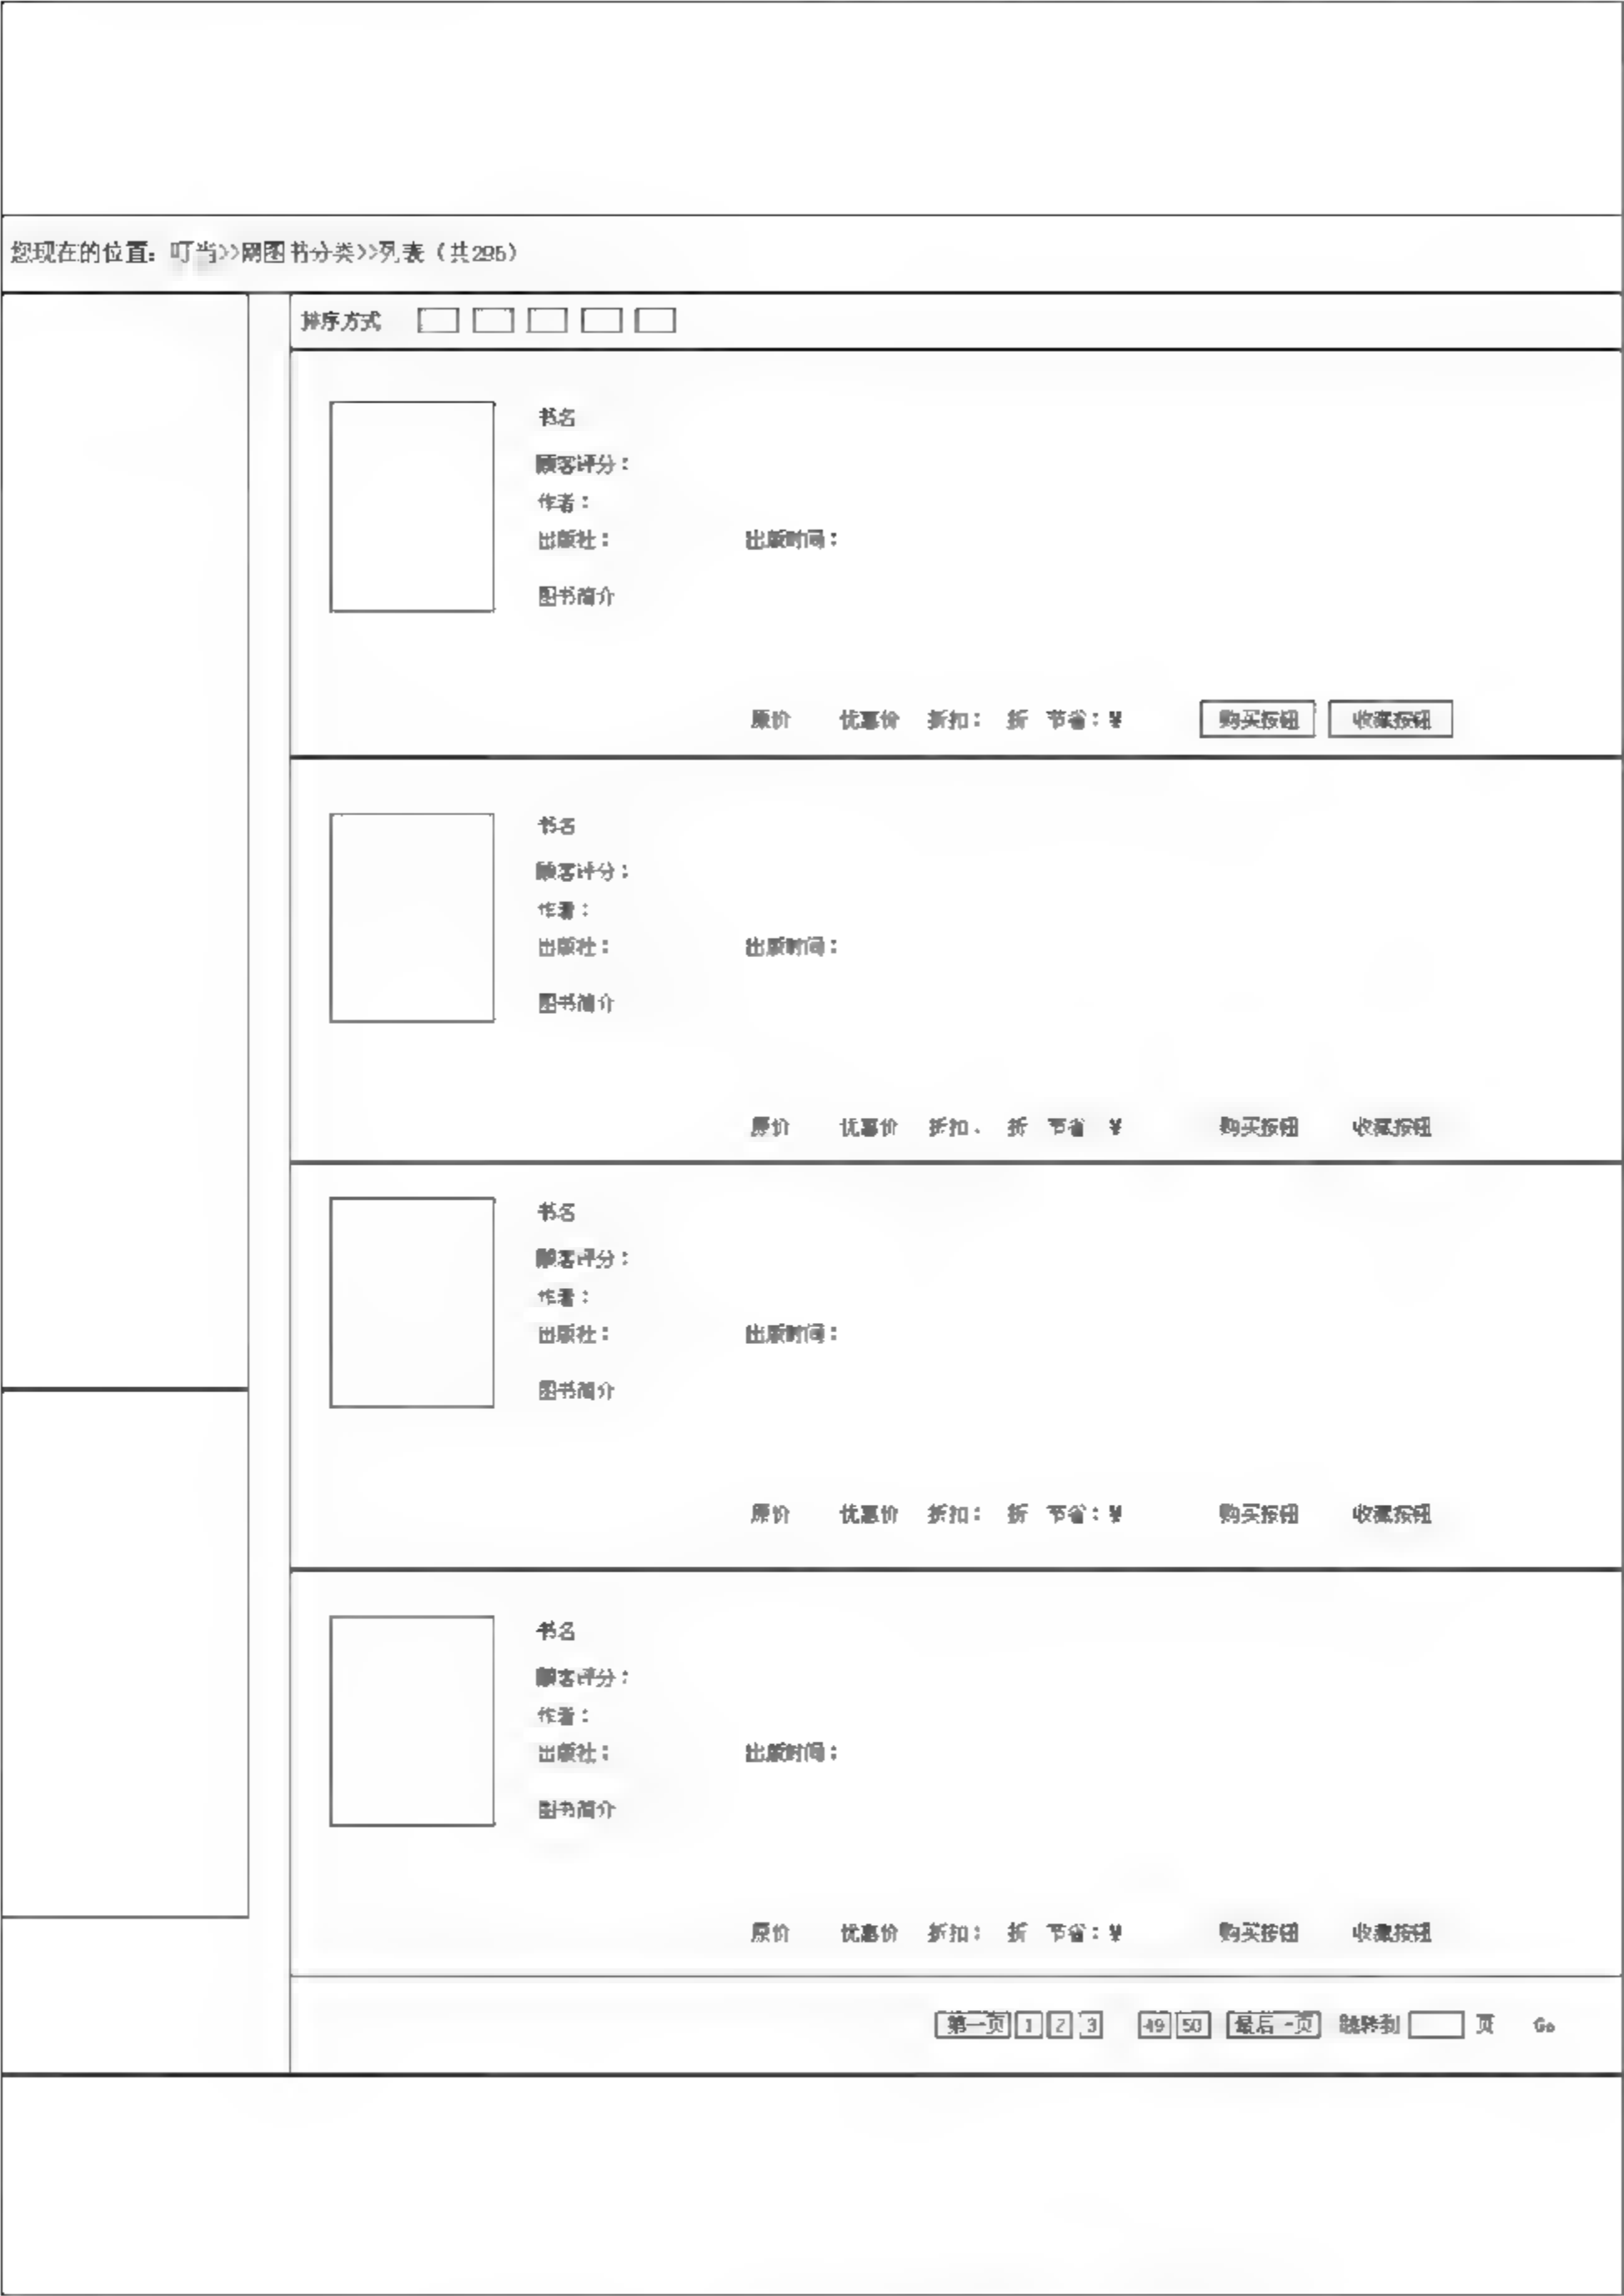 您现在的位置：叮当>>网图书分类>>列表（共295）
排序方式
书名
顾客评分：
作者：
出版社： 出版时间：
图书简介
原价 优惠价 折扣： 折 节省：¥ 购买按钮 收藏按钮
书名
顾客评分：
作者：
出版社： 出版时间：
图书简介
原价 优惠价 折扣： 折 节省 ¥ 购买按钮 收藏按钮
书名
顾客评分：
作者：
出版社： 出版时间：
图书简介
原价 优惠价 折扣： 折 节省：¥ 购买按钮 收藏按钮
书名
顾客评分：
作者：
出版社： 出版时间：
图书简介
原价 优惠价 折扣： 折 节省：¥ 购买按钮 收藏按钮
第一页 1 2 3 49 50 最后一页 跳转到 页 Go